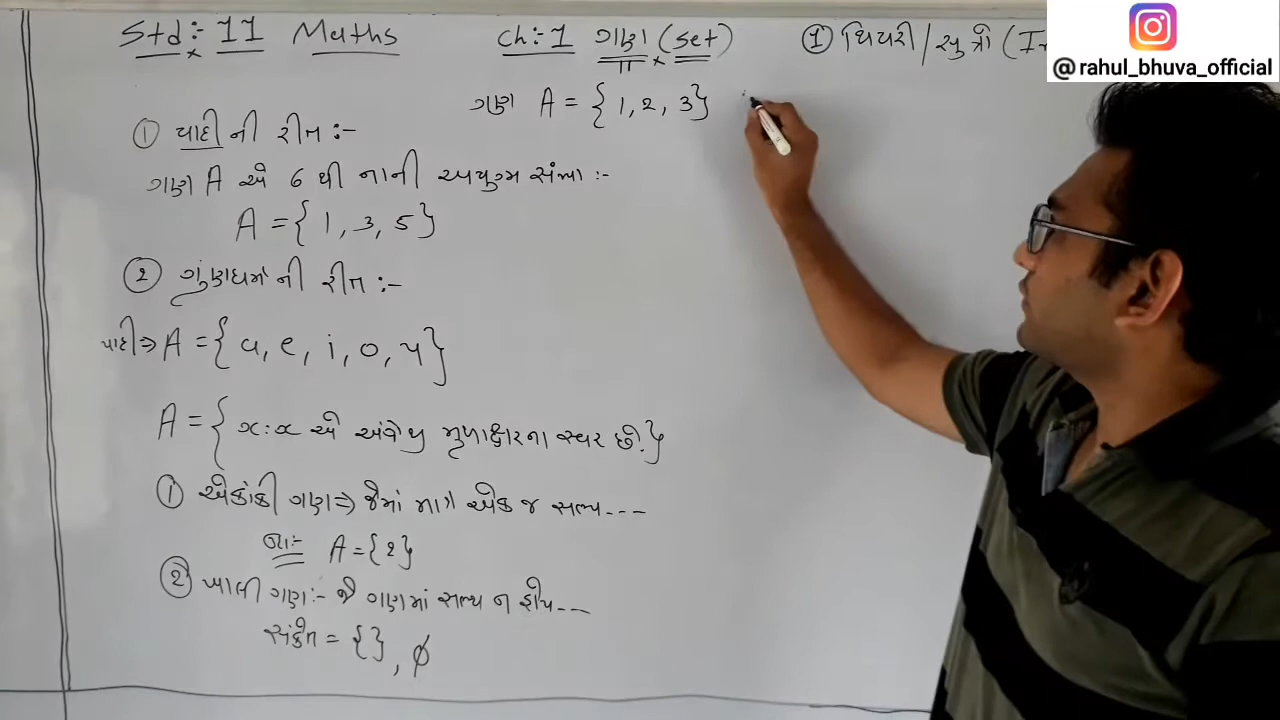 Std:- 11 Maths Ch:-1 ગણ (set) ① થિયરી/સુત્રો (I
@rahul_bhuva_official
ગણ A = {1, 2, 3}
① યાદી ની રીત :-
ગણ A એ 6 થી નાની અયુગ્મ સંખ્યા :-
A = {1, 3, 5}
② ગુણધર્મ ની રીત :-
યાદી⇒ A = {a, e, i, o, u}
A = { x : x એ અંગ્રેજી મુળાક્ષરના સ્વર છે.}
① એકાંકી ગણ ⇒ જેમાં માત્ર એક જ સભ્ય ---
ઉદા:- A = {2}
② ખાલી ગણ :- જે ગણમાં સભ્ય ન હોય ---
સંકેત = { } , ϕ